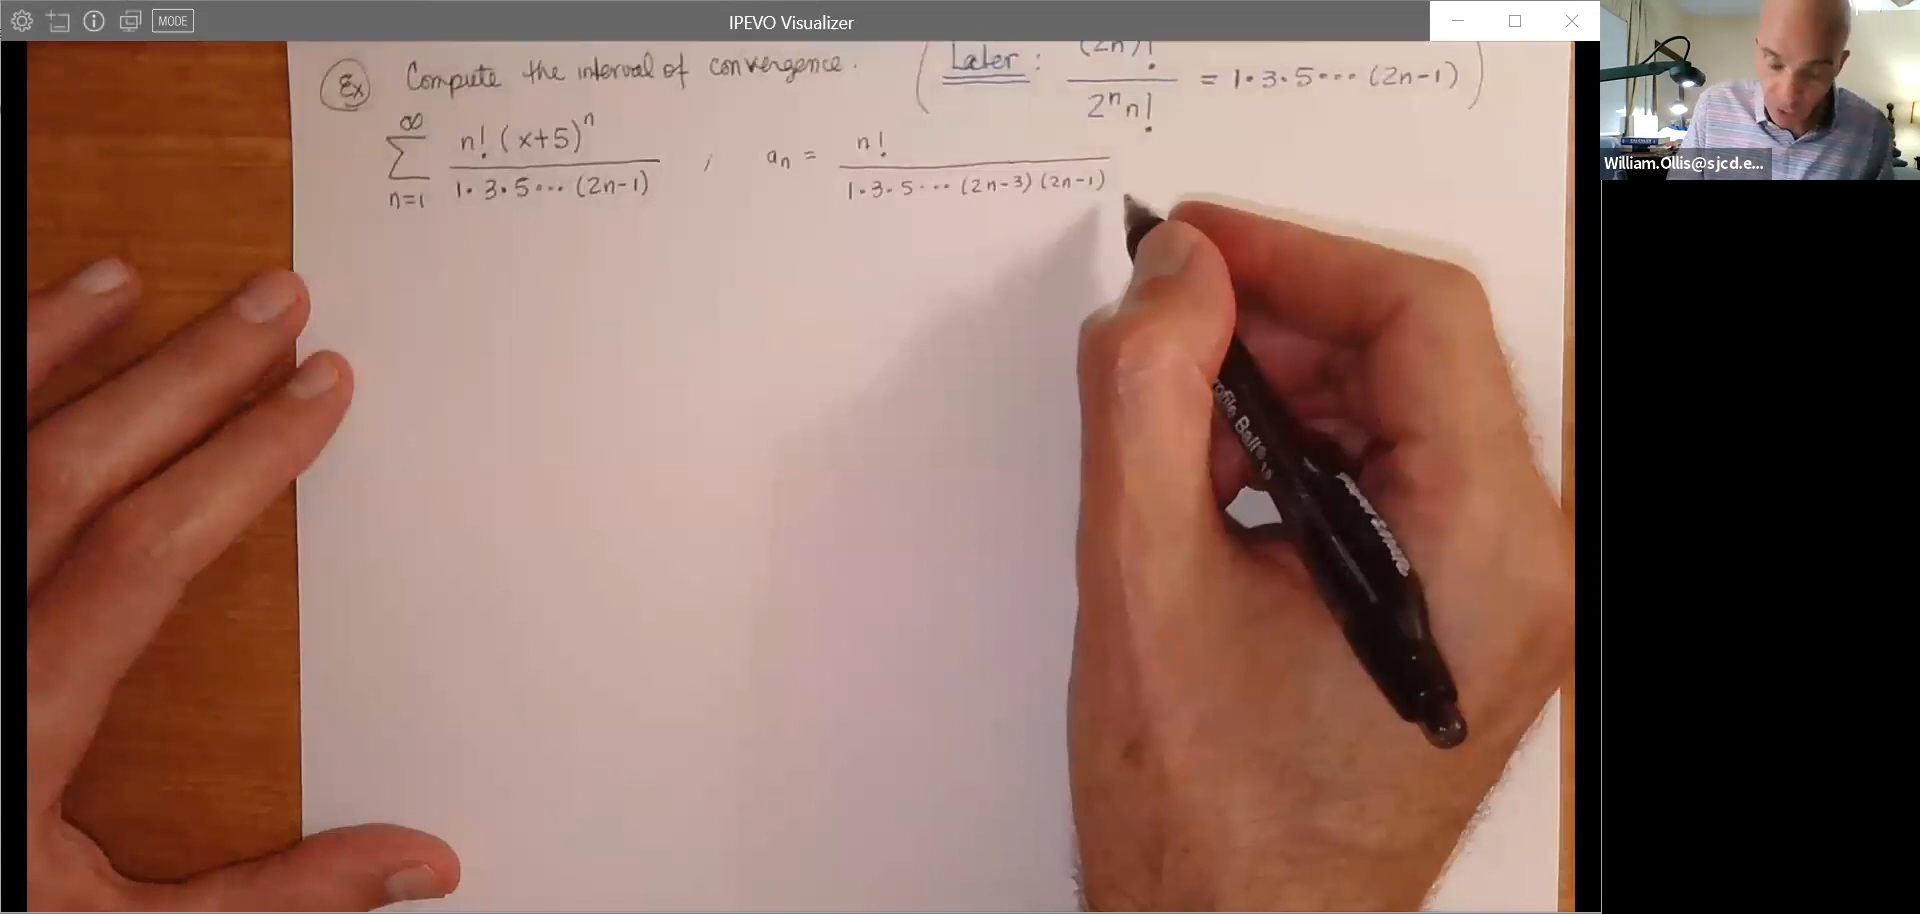 MODE
IPEVO Visualizer
Ex Compute the interval of convergence. ( Later : (2n)! / 2^n n! = 1·3·5··· (2n-1) )
∞ ∑ n=1 n! (x+5)^n / 1·3·5··· (2n-1) ; a_n = n! / 1·3·5··· (2n-3)(2n-1)
William.Ollis@sjcd.e...